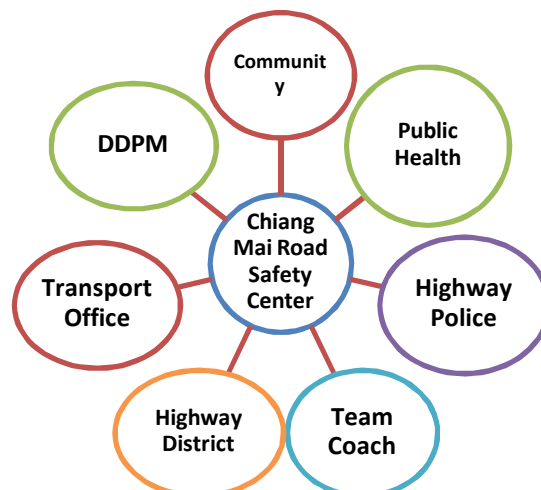 Communit
y
DDPM
Public
Health
Chiang
Mai Road
Safety
Center
Transport
Office
Highway
Police
Highway
District
Team
Coach